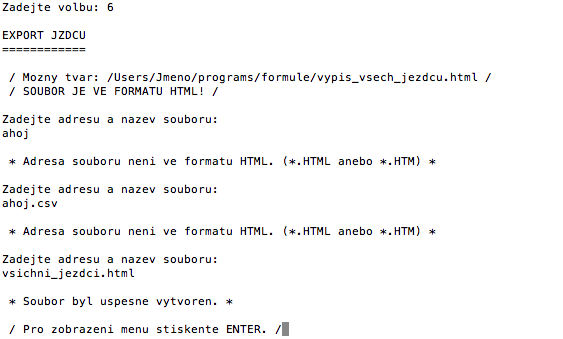 Zadejte volbu: 6
EXPORT JZDCU
============
/ Mozny tvar: /Users/Jmeno/programs/formule/vypis_vsech_jezdcu.html /
/ SOUBOR JE VE FORMATU HTML! /
Zadejte adresu a nazev souboru:
ahoj
* Adresa souboru neni ve formatu HTML. (*.HTML anebo *.HTM) *
Zadejte adresu a nazev souboru:
ahoj.csv
* Adresa souboru neni ve formatu HTML. (*.HTML anebo *.HTM) *
Zadejte adresu a nazev souboru:
vsichni_jezdci.html
* Soubor byl uspesne vytvoren. *
/ Pro zobrazeni menu stisknete ENTER. /